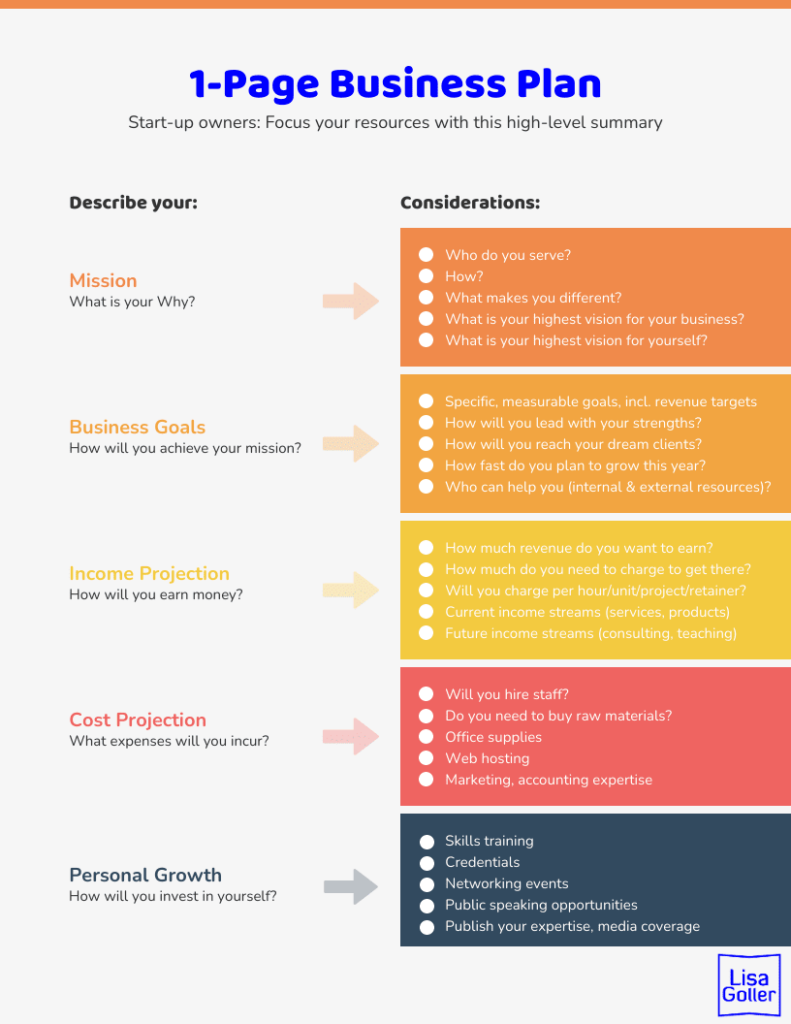 1-Page Business Plan
Start-up owners: Focus your resources with this high-level summary
Describe your:
Considerations:
Mission
What is your Why?
Who do you serve?
How?
What makes you different?
What is your highest vision for your business?
What is your highest vision for yourself?
Business Goals
How will you achieve your mission?
Specific, measurable goals, incl. revenue targets
How will you lead with your strengths?
How will you reach your dream clients?
How fast do you plan to grow this year?
Who can help you (internal & external resources)?
Income Projection
How will you earn money?
How much revenue do you want to earn?
How much do you need to charge to get there?
Will you charge per hour/unit/project/retainer?
Current income streams (services, products)
Future income streams (consulting, teaching)
Cost Projection
What expenses will you incur?
Will you hire staff?
Do you need to buy raw materials?
Office supplies
Web hosting
Marketing, accounting expertise
Personal Growth
How will you invest in yourself?
Skills training
Credentials
Networking events
Public speaking opportunities
Publish your expertise, media coverage
Lisa
Goller